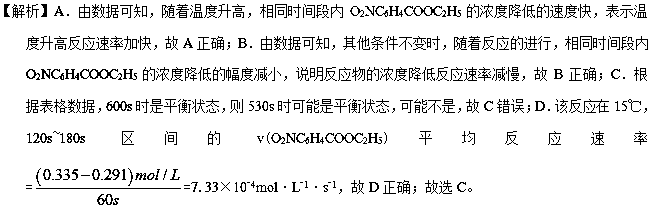 【解析】A．由数据可知，随着温度升高，相同时间段内 O₂NC₆H₄COOC₂H₅ 的浓度降低的速度快，表示温
度升高反应速率加快，故 A 正确；B．由数据可知，其他条件不变时，随着反应的进行，相同时间段内
O₂NC₆H₄COOC₂H₅ 的浓度降低的幅度减小，说明反应物的浓度降低反应速率减慢，故 B 正确；C．根
据表格数据，600s 时是平衡状态，则 530s 时可能是平衡状态，可能不是，故 C 错误；D．该反应在 15℃，
120s~180s 区间的 v(O₂NC₆H₄COOC₂H₅) 平均反应速率
=(0.335−0.291)mol/L/60s=7.33×10⁻⁴mol·L⁻¹·s⁻¹，故 D 正确；故选 C。